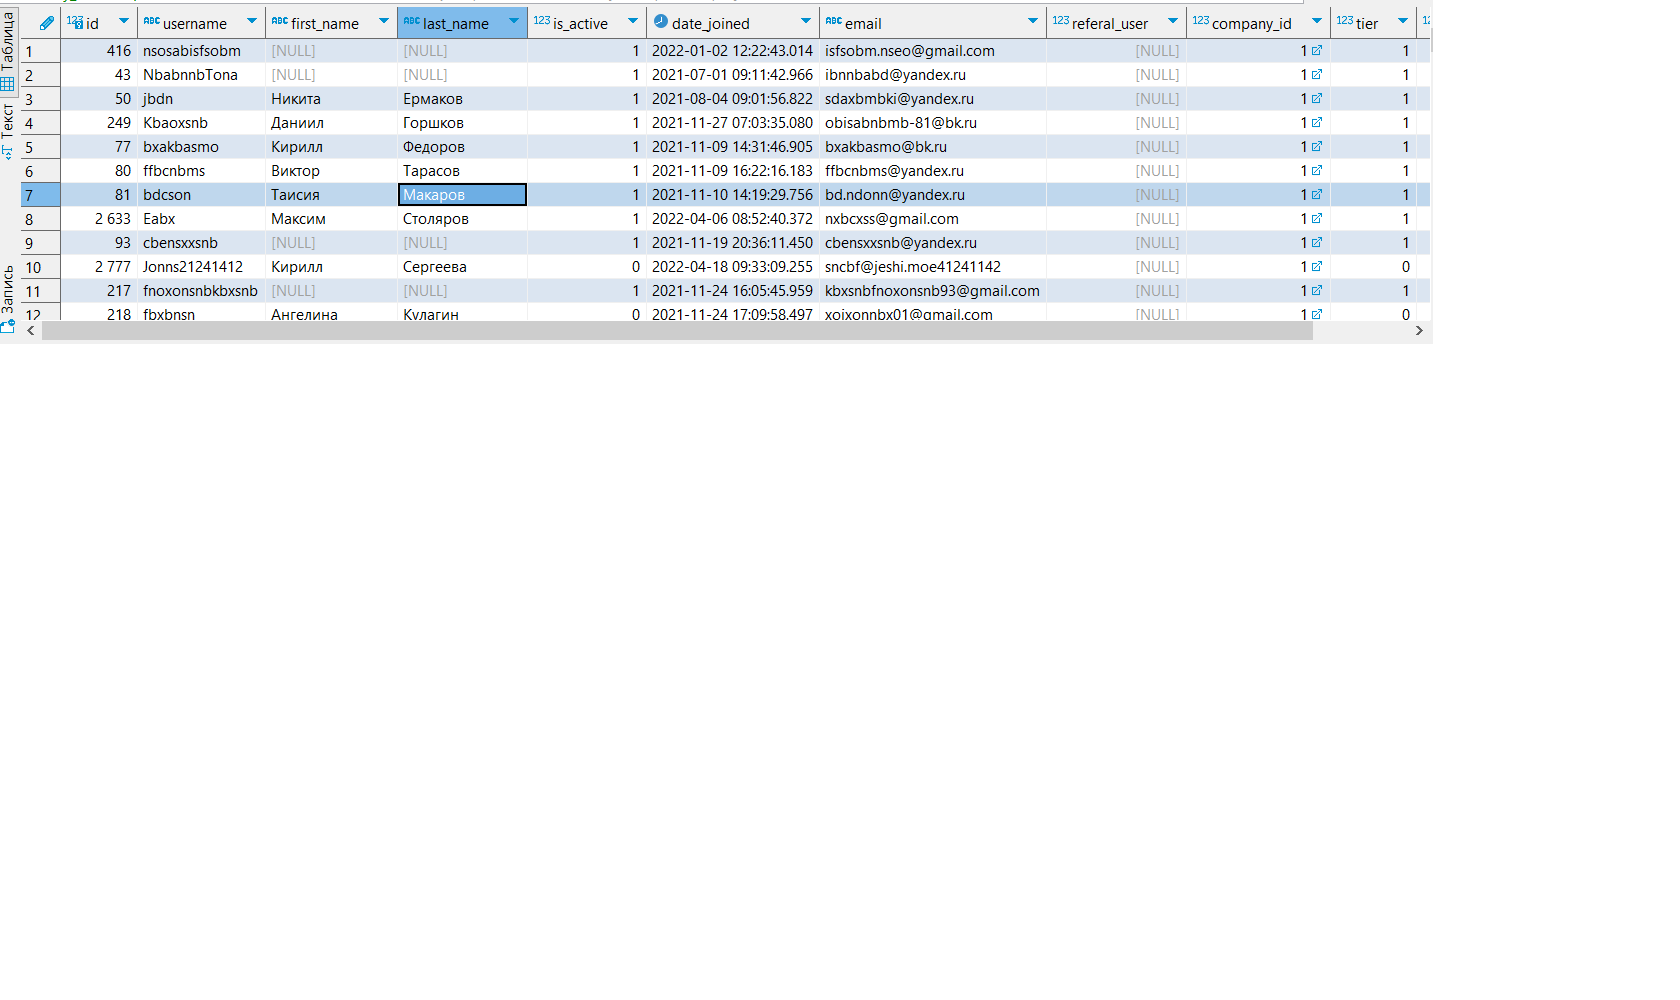 id username first_name last_name is_active date_joined email referal_user company_id tier
1 416 nsosabisfsobm [NULL] [NULL] 1 2022-01-02 12:22:43.014 isfsobm.nseo@gmail.com [NULL] 1 1
2 43 NbabnnbTona [NULL] [NULL] 1 2021-07-01 09:11:42.966 ibnnbabd@yandex.ru [NULL] 1 1
3 50 jbdn Никита Ермаков 1 2021-08-04 09:01:56.822 sdaxbmbki@yandex.ru [NULL] 1 1
4 249 Kbaoxsnb Даниил Горшков 1 2021-11-27 07:03:35.080 obisabnbmb-81@bk.ru [NULL] 1 1
5 77 bxakbasmo Кирилл Федоров 1 2021-11-09 14:31:46.905 bxakbasmo@bk.ru [NULL] 1 1
6 80 ffbcnbms Виктор Тарасов 1 2021-11-09 16:22:16.183 ffbcnbms@yandex.ru [NULL] 1 1
7 81 bdcson Таисия Макаров 1 2021-11-10 14:19:29.756 bd.ndonn@yandex.ru [NULL] 1 1
8 2 633 Eabx Максим Столяров 1 2022-04-06 08:52:40.372 nxbcxss@gmail.com [NULL] 1 1
9 93 cbensxxsnb [NULL] [NULL] 1 2021-11-19 20:36:11.450 cbensxxsnb@yandex.ru [NULL] 1 1
10 2 777 Jonns21241412 Кирилл Сергеева 0 2022-04-18 09:33:09.255 sncbf@jeshi.moe41241142 [NULL] 1 0
11 217 fnoxonsnbkbxsnb [NULL] [NULL] 1 2021-11-24 16:05:45.959 kbxsnbfnoxonsnb93@gmail.com [NULL] 1 1
12 218 fbxbnsn Ангелина Кулагин 0 2021-11-24 17:09:58.497 xoixonnbx01@gmail.com [NULL] 1 0
Таблица
Текст
Запись